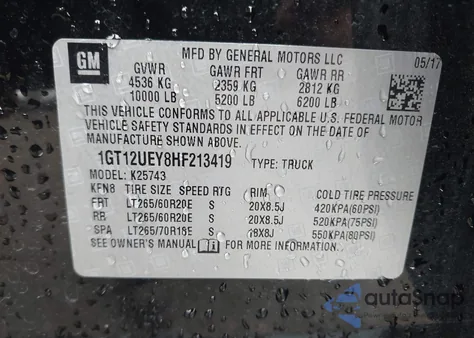 GM
MFD BY GENERAL MOTORS LLC
05/17
GVWR GAWR FRT GAWR RR
4536 KG 2359 KG 2812 KG
10000 LB 5200 LB 6200 LB
THIS VEHICLE CONFORMS TO ALL APPLICABLE U.S. FEDERAL MOTOR
VEHICLE SAFETY STANDARDS IN EFFECT ON THE DATE OF
MANUFACTURE SHOWN ABOVE.
1GT12UEY8HF213419 TYPE: TRUCK
MODEL: K25743
KFN8 TIRE SIZE SPEED RTG RIM COLD TIRE PRESSURE
FRT LT265/60R20E S 20X8.5J 420KPA(60PSI)
RR LT265/60R20E S 20X8.5J 520KPA(75PSI)
SPA LT265/70R18E S 18X8J 550KPA(80PSI)
SEE OWNER'S MANUAL FOR MORE INFORMATION.
autosnap